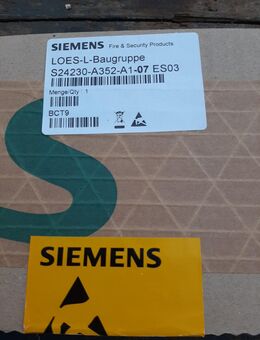 SIEMENS Fire & Security Products
LOES-L-Baugruppe
S24230-A352-A1-07 ES03
Menge/Qty : 1
BCT9
SIEMENS